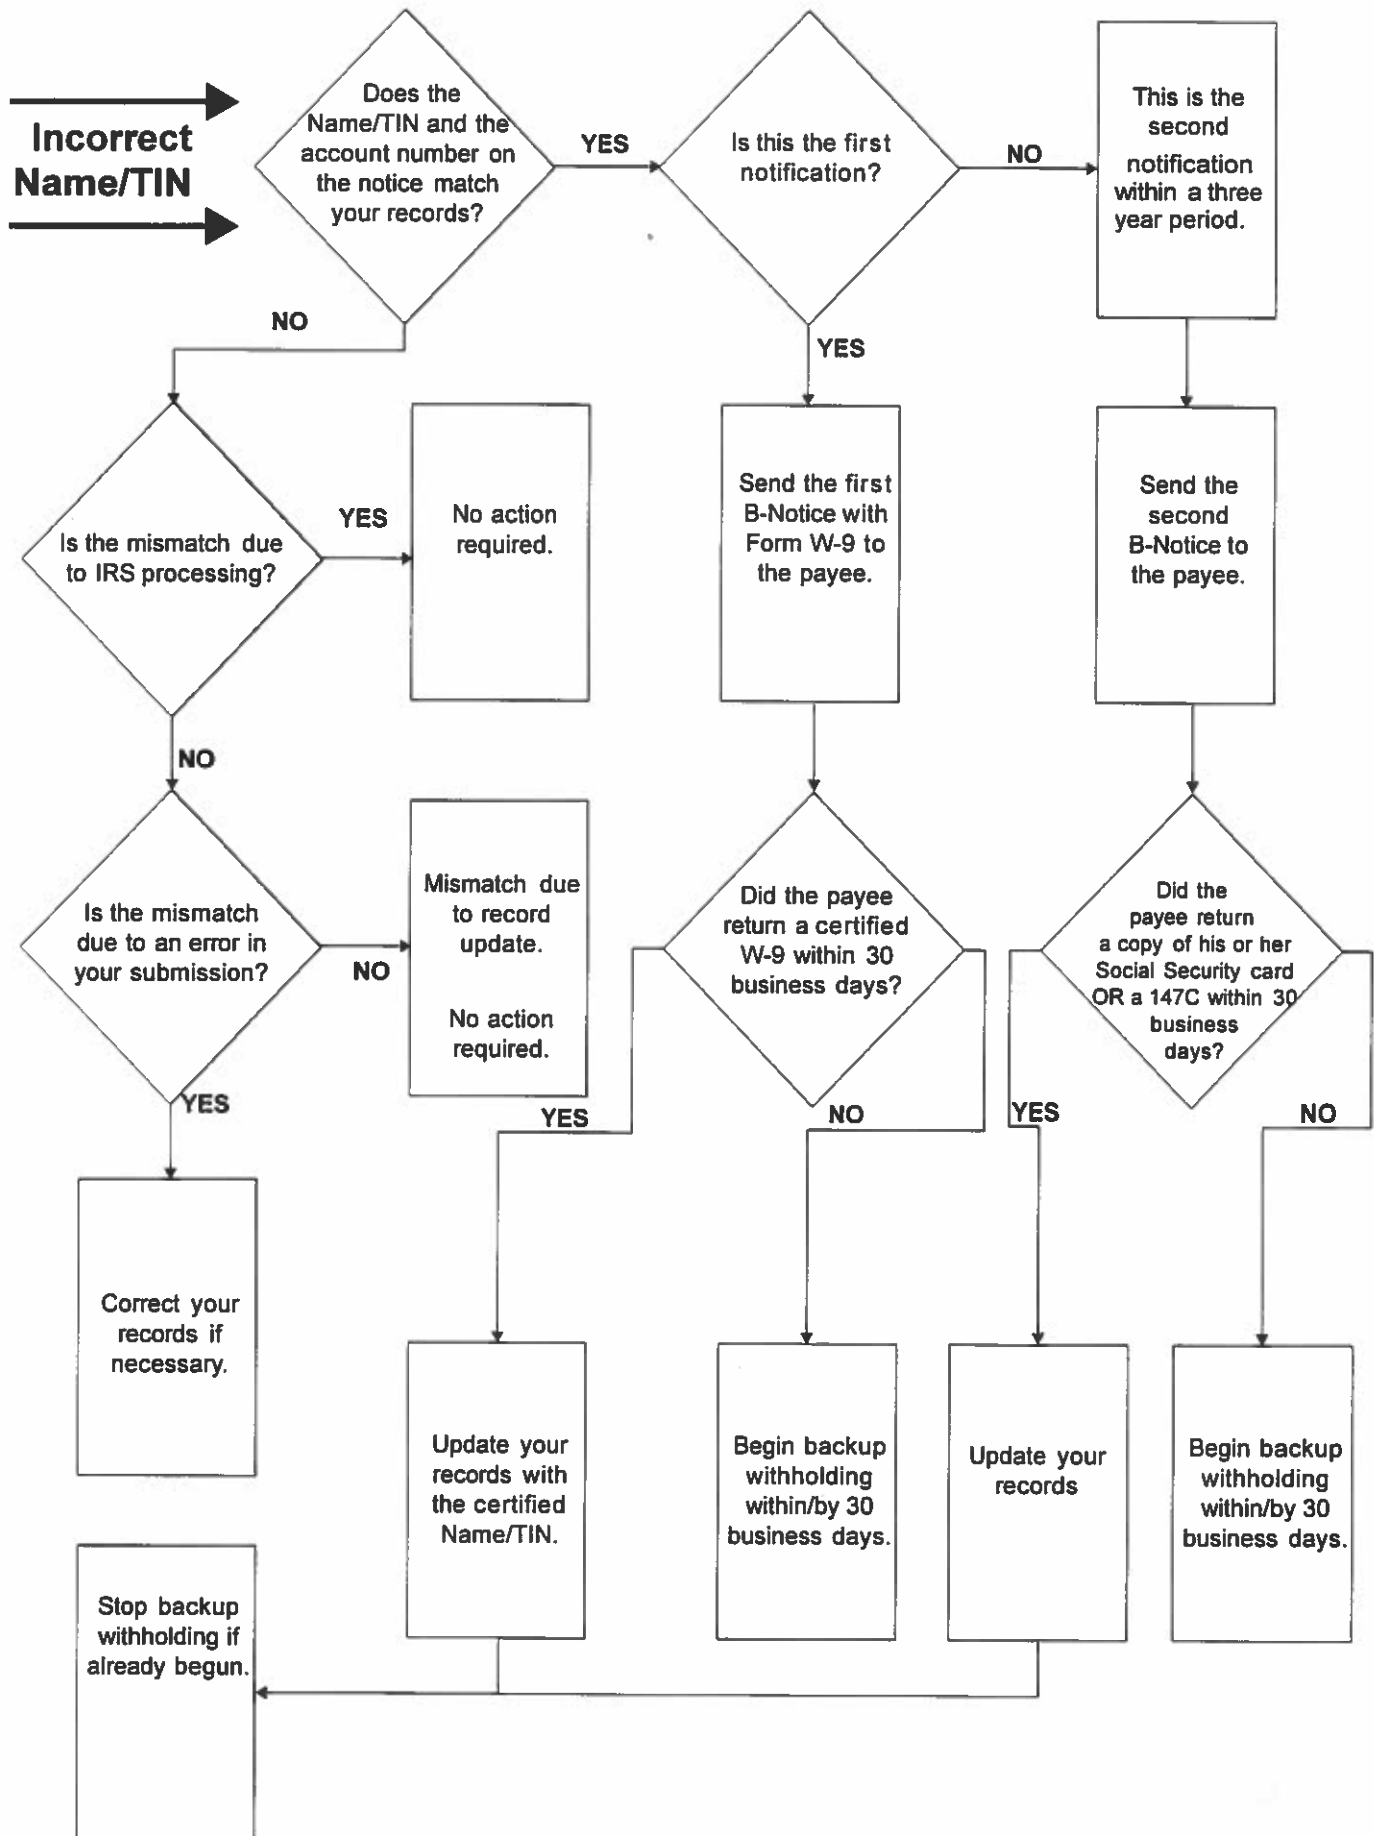 Incorrect
Name/TIN
Does the
Name/TIN and the
account number on
the notice match
your records?
YES
Is this the first
notification?
NO
This is the
second
notification
within a three
year period.
NO
YES
Is the mismatch due
to IRS processing?
YES
No action
required.
Send the first
B-Notice with
Form W-9 to
the payee.
Send the
second
B-Notice to
the payee.
NO
Is the mismatch
due to an error in
your submission?
NO
Mismatch due
to record
update.
No action
required.
Did the payee
return a certified
W-9 within 30
business days?
Did the
payee return
a copy of his or her
Social Security card
OR a 147C within 30
business
days?
YES
YES
NO
YES
NO
Correct your
records if
necessary.
Update your
records with
the certified
Name/TIN.
Begin backup
withholding
within/by 30
business days.
Update your
records
Begin backup
withholding
within/by 30
business days.
Stop backup
withholding if
already begun.